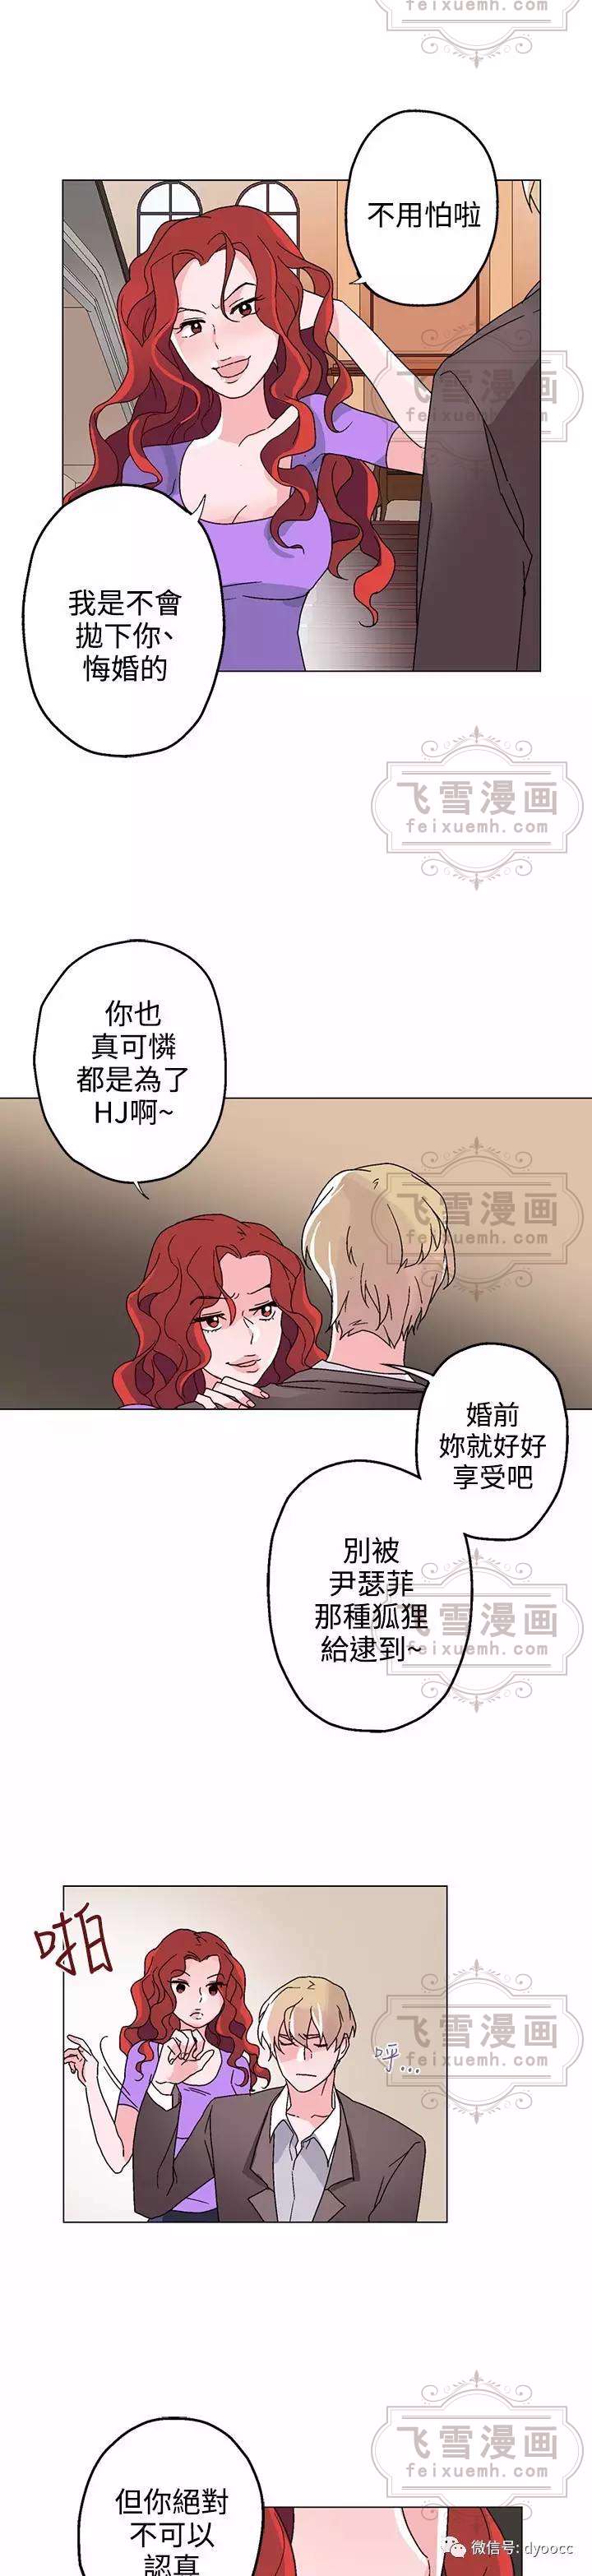 飞雪漫画
feixuemh.com
不用怕啦
飞雪漫画
feixuemh.com
我是不會
拋下你、
悔婚的
飞雪漫画
feixuemh.com
你也
真可憐
都是為了
HJ啊~
飞雪漫画
feixuemh.com
婚前
妳就好好
享受吧
別被
尹瑟菲
那種狐狸
給逮到~
飞雪漫画
feixuemh.com
啪
呼...
飞雪漫画
feixuemh.com
飞雪漫画
feixuemh.com
但你絕對
不可以
認真
微信号: dyoocc